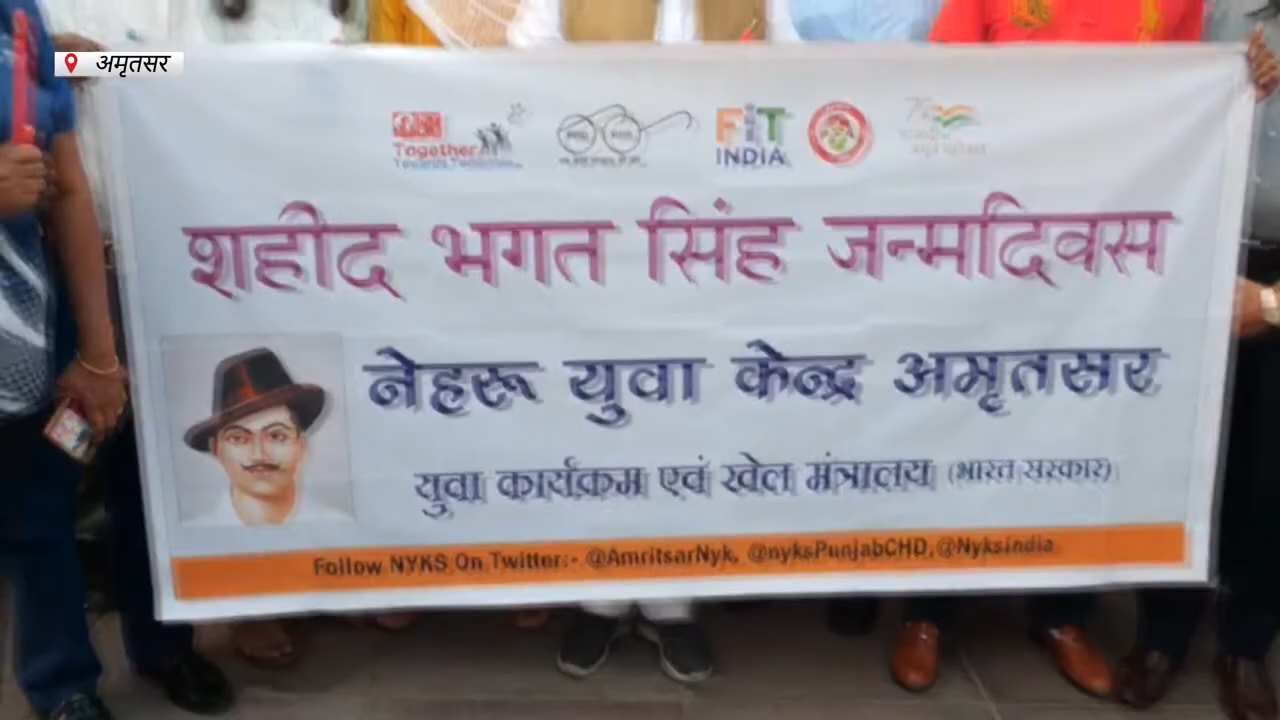 अमृतसर
Together
FiT
INDIA
शहीद भगत सिंह जन्मदिवस
नेहरू युवा केन्द्र अमृतसर
युवा कार्यक्रम एवं खेल मंत्रालय (भारत सरकार)
Follow NYKS On Twitter:- @AmritsarNyk, @nyksPunjabCHD,@Nyksindia